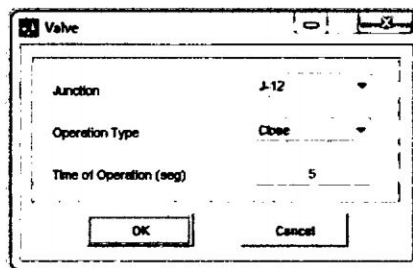 Valve
Junction J-12
Operation Type Close
Time of Operation (seg) 5
OK Cancel